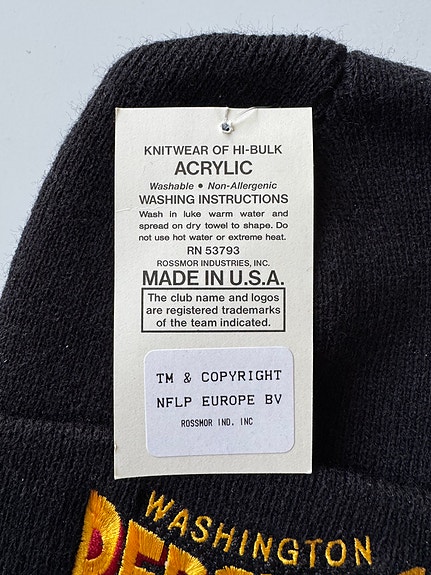 KNITWEAR OF HI-BULK
ACRYLIC
Washable • Non-Allergenic
WASHING INSTRUCTIONS
Wash in luke warm water and
spread on dry towel to shape. Do
not use hot water or extreme heat.
RN 53793
ROSSMOR INDUSTRIES, INC.
MADE IN U.S.A.
The club name and logos
are registered trademarks
of the team indicated.
TM & COPYRIGHT
NFLP EUROPE BV
ROSSMOR IND. INC
WASHINGTON